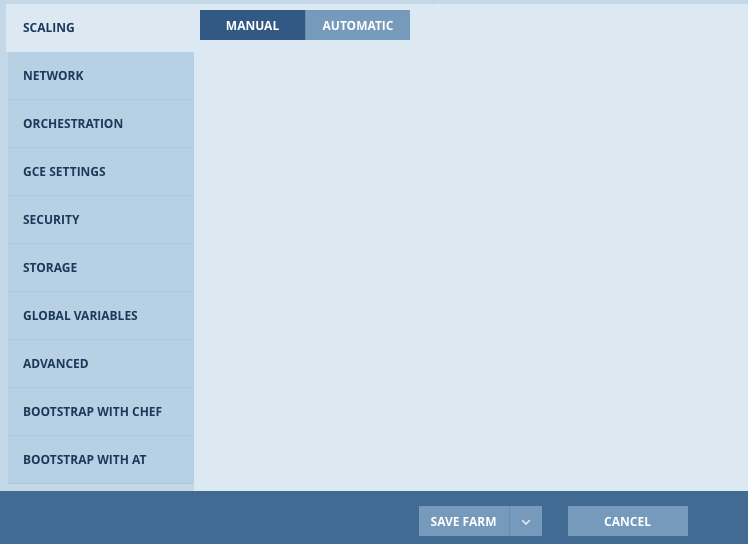 SCALING
MANUAL
AUTOMATIC
NETWORK
ORCHESTRATION
GCE SETTINGS
SECURITY
STORAGE
GLOBAL VARIABLES
ADVANCED
BOOTSTRAP WITH CHEF
BOOTSTRAP WITH AT
SAVE FARM
CANCEL